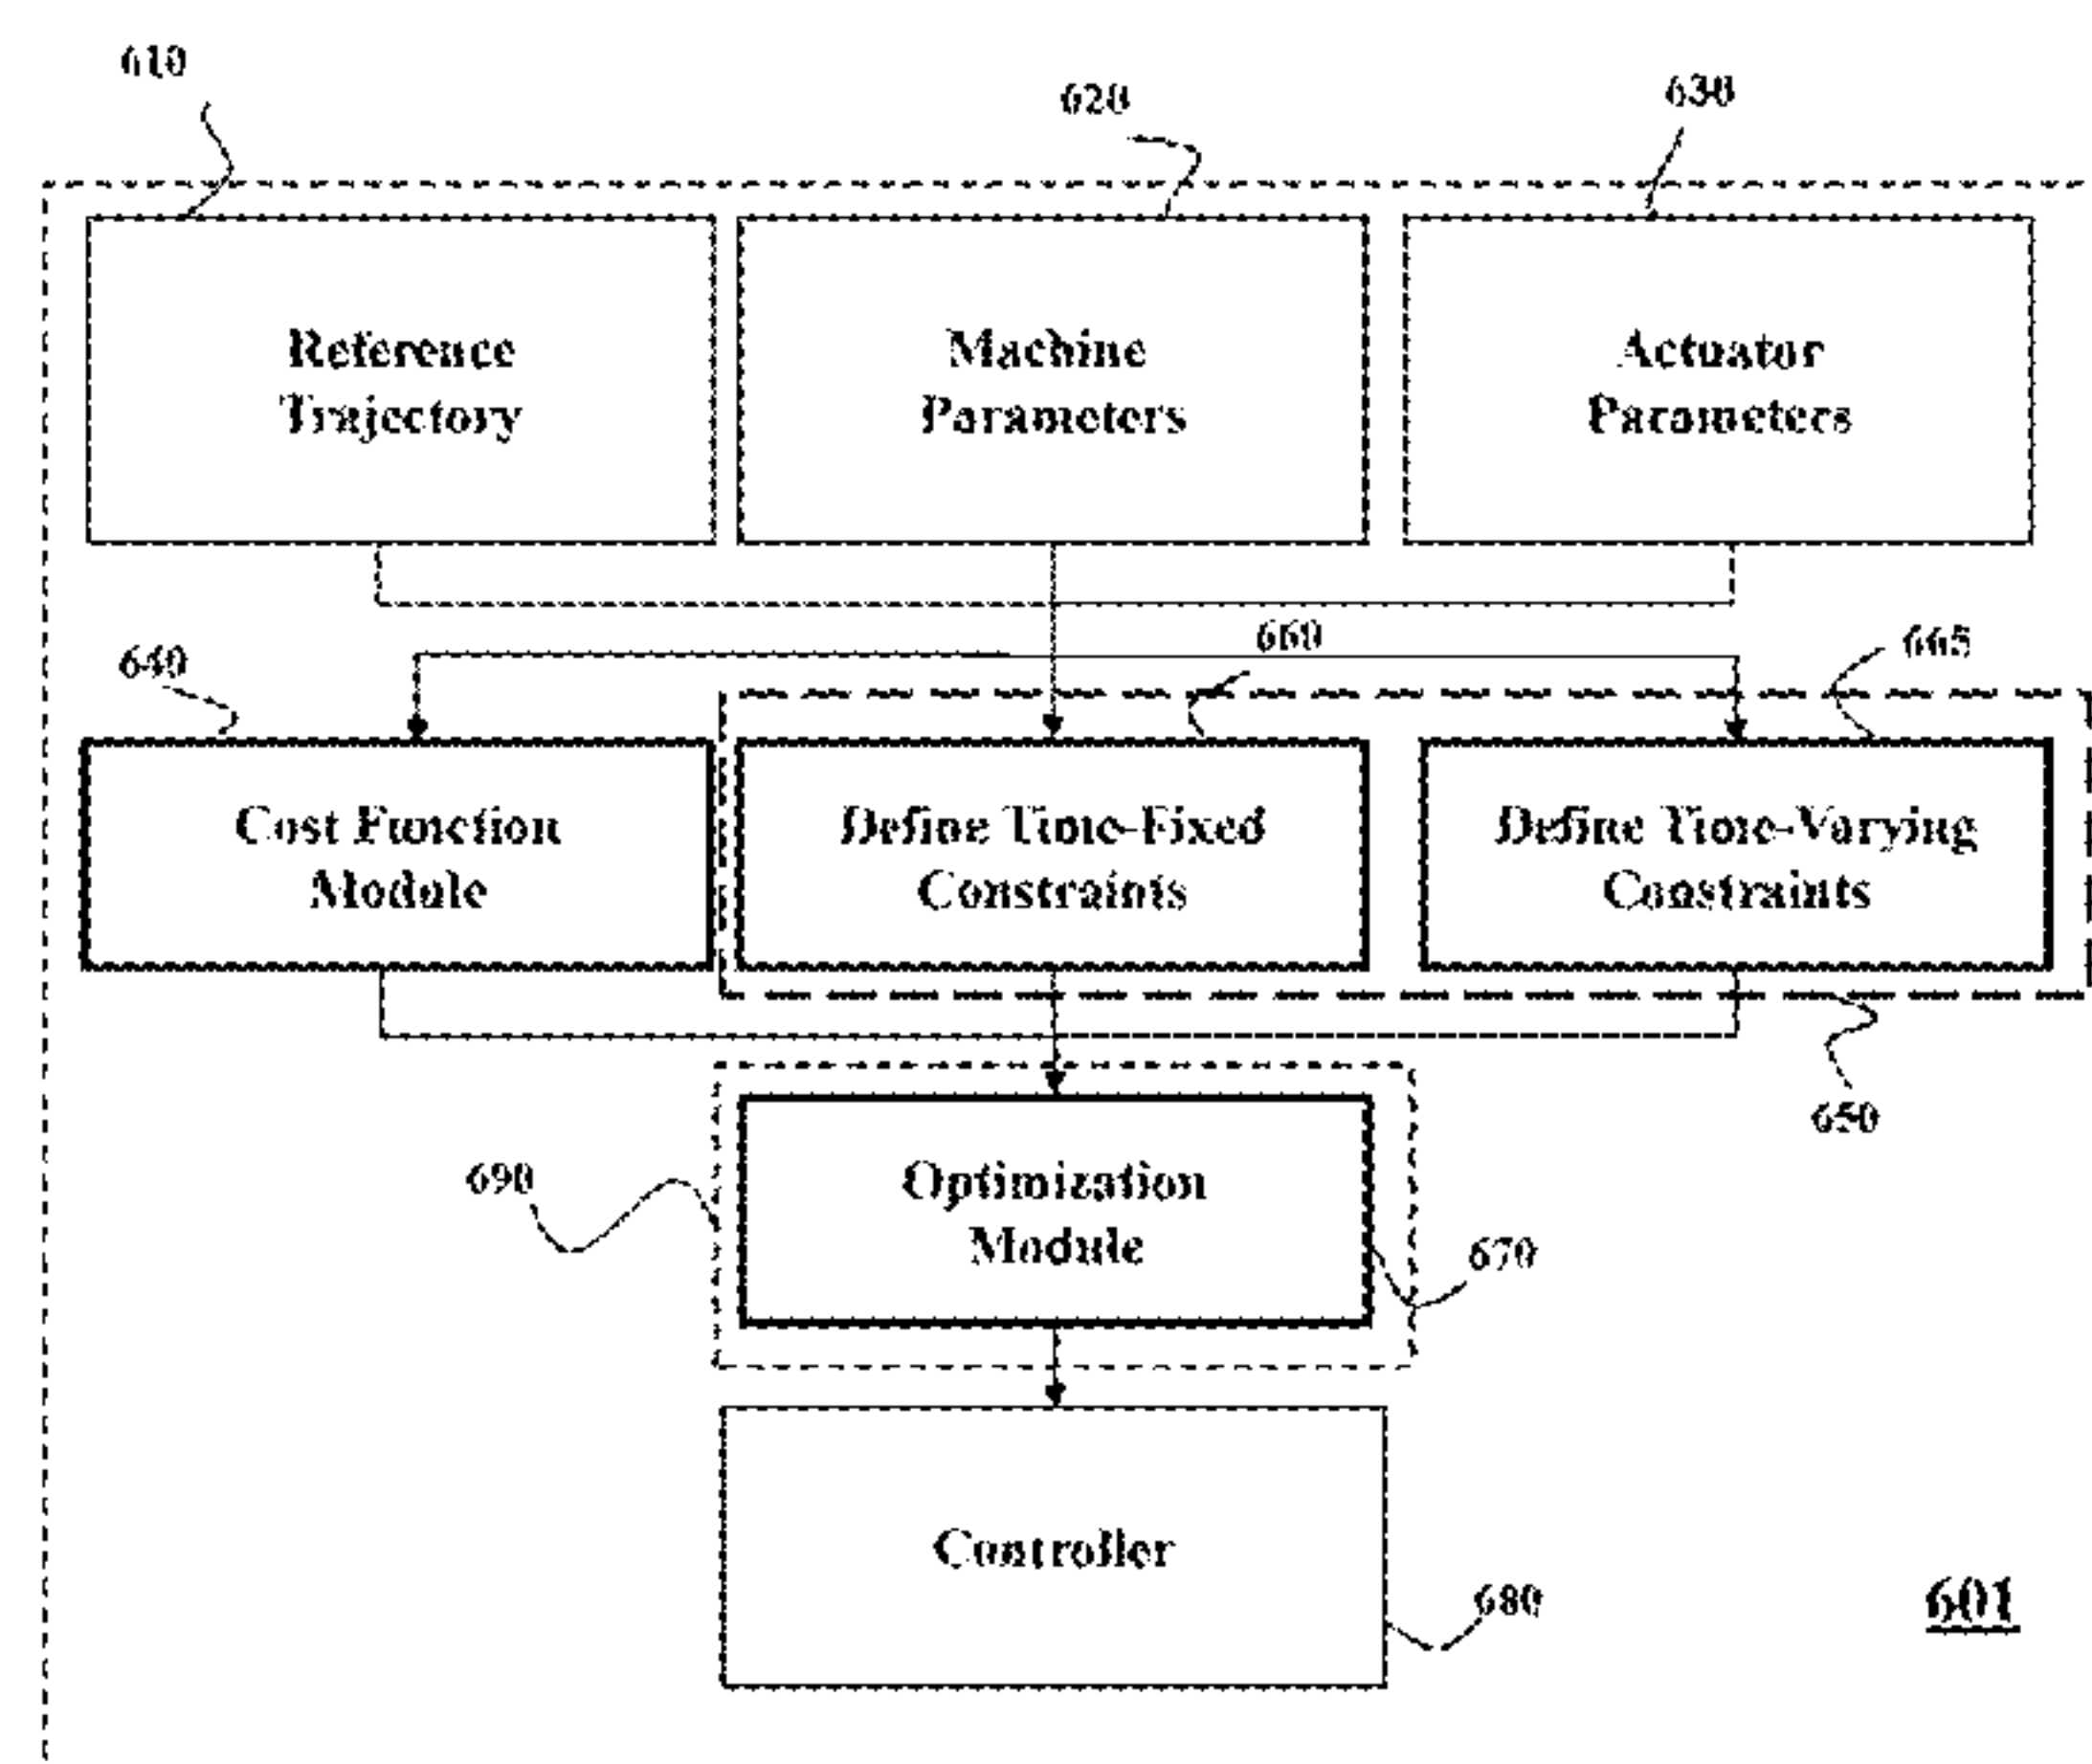 610
620
630
Reference
Trajectory
Machine
Parameters
Actuator
Parameters
640
660
665
Cost Function
Module
Define Time-Fixed
Constraints
Define Time-Varying
Constraints
650
690
Optimization
Module
670
Controller
680
601